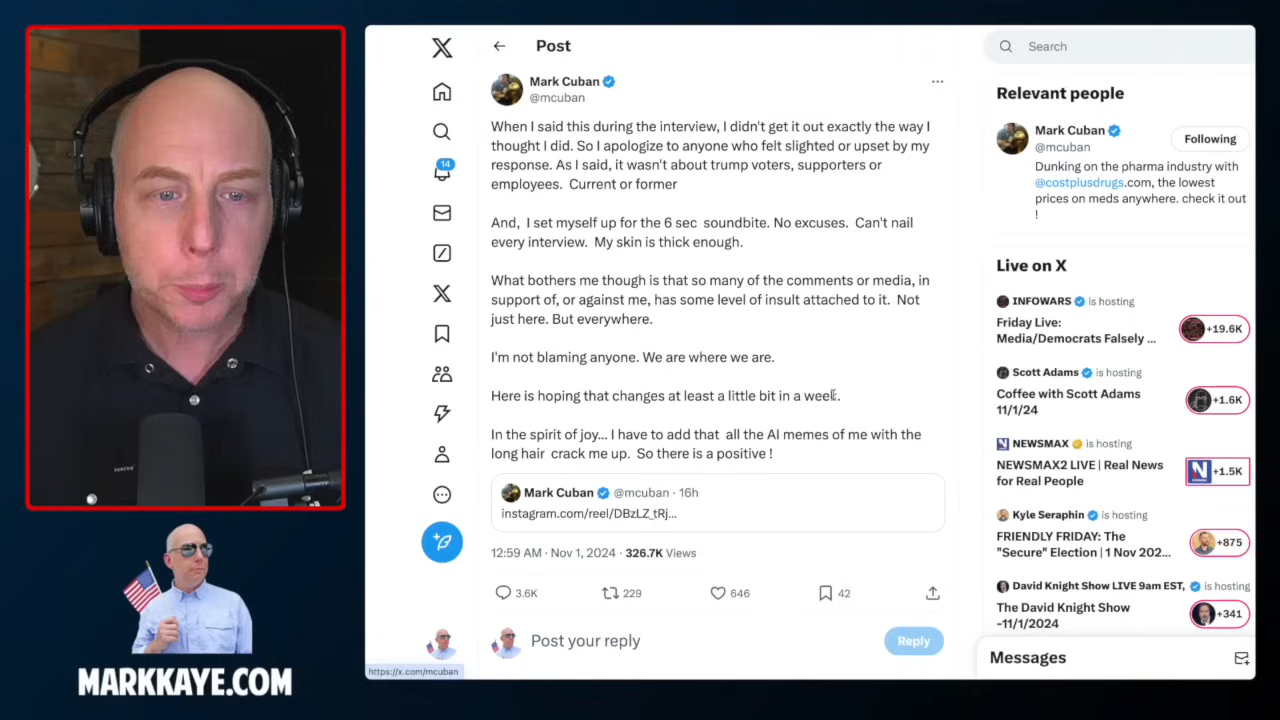 Post
Mark Cuban
@mcuban
When I said this during the interview, I didn't get it out exactly the way I
thought I did. So I apologize to anyone who felt slighted or upset by my
response. As I said, it wasn't about trump voters, supporters or
employees. Current or former
And, I set myself up for the 6 sec soundbite. No excuses. Can't nail
every interview. My skin is thick enough.
What bothers me though is that so many of the comments or media, in
support of, or against me, has some level of insult attached to it. Not
just here. But everywhere.
I'm not blaming anyone. We are where we are.
Here is hoping that changes at least a little bit in a week.
In the spirit of joy... I have to add that all the AI memes of me with the
long hair crack me up. So there is a positive !
Mark Cuban @mcuban · 16h
instagram.com/reel/DBzLZ_tRj...
12:59 AM · Nov 1, 2024 · 326.7K Views
3.6K 229 646 42
Post your reply
Reply
https://x.com/mcuban
14
Search
Relevant people
Mark Cuban
@mcuban
Following
Dunking on the pharma industry with
@costplusdrugs.com, the lowest
prices on meds anywhere. check it out
!
Live on X
INFOWARS is hosting
Friday Live:
Media/Democrats Falsely ...
+19.6K
Scott Adams is hosting
Coffee with Scott Adams
11/1/24
+1.6K
NEWSMAX is hosting
NEWSMAX2 LIVE | Real News
for Real People
+1.5K
Kyle Seraphin is hosting
FRIENDLY FRIDAY: The
"Secure" Election | 1 Nov 202...
+875
David Knight Show LIVE 9am EST, is hosting
The David Knight Show
-11/1/2024
+341
Messages
MARKKAYE.COM